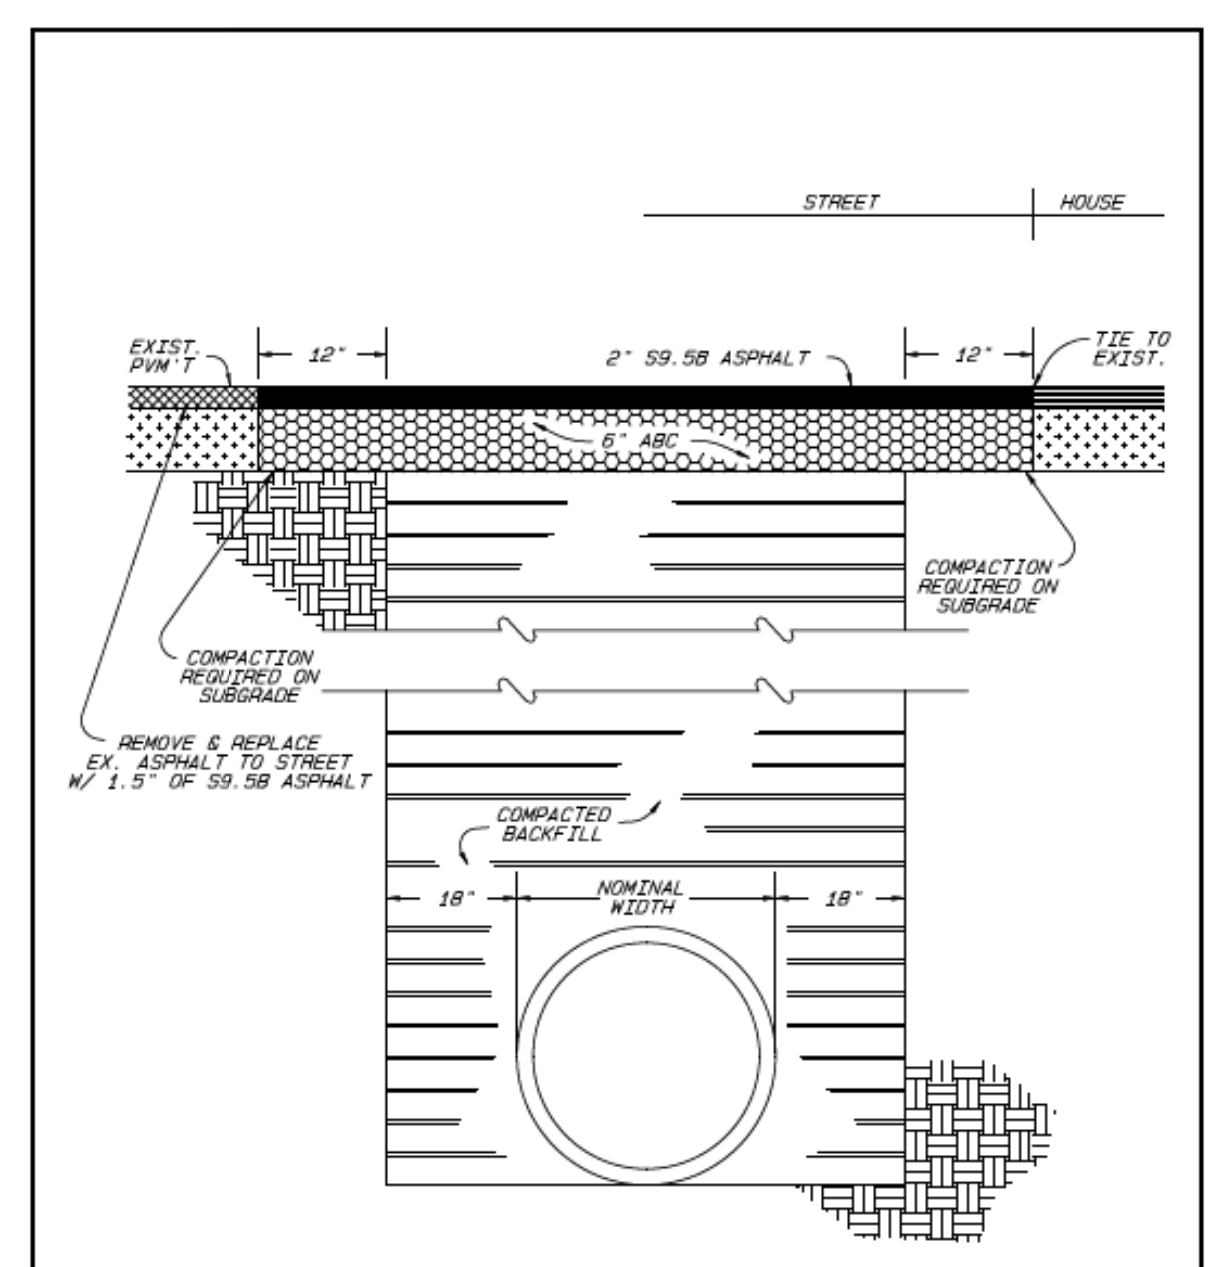 STREET
HOUSE
EXIST.
PVM'T
12"
2" S9.5B ASPHALT
12"
TIE TO
EXIST.
6" ABC
COMPACTION
REQUIRED ON
SUBGRADE
COMPACTION
REQUIRED ON
SUBGRADE
REMOVE & REPLACE
EX. ASPHALT TO STREET
W/ 1.5" OF S9.5B ASPHALT
COMPACTED
BACKFILL
18"
NOMINAL
WIDTH
18"